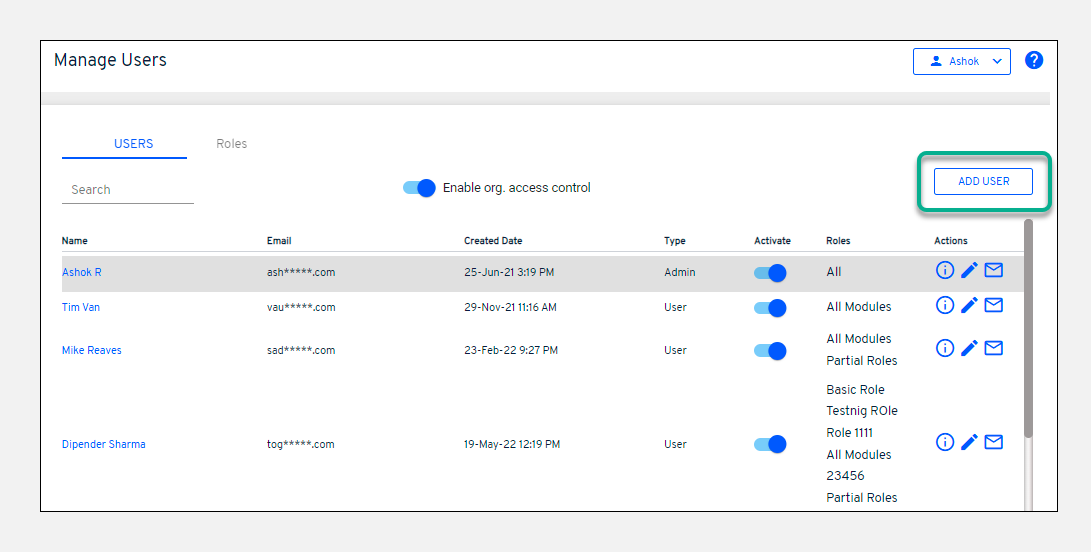 Manage Users
Ashok
?
USERS Roles
Search
Enable org. access control
ADD USER
Name Email Created Date Type Activate Roles Actions
Ashok R ash*****.com 25-Jun-21 3:19 PM Admin All
Tim Van vau*****.com 29-Nov-21 11:16 AM User All Modules
Mike Reaves sad*****.com 23-Feb-22 9:27 PM User All Modules
Partial Roles
Dipender Sharma tog*****.com 19-May-22 12:19 PM User Basic Role
Testnig ROle
Role 1111
All Modules
23456
Partial Roles